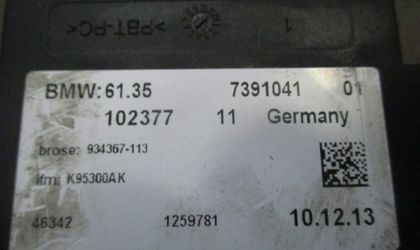 >PBT-PC< 1
BMW: 61.35 7391041 01
102377 11 Germany
brose: 934367-113
ifm: K95300AK
46342 1259781 10.12.13